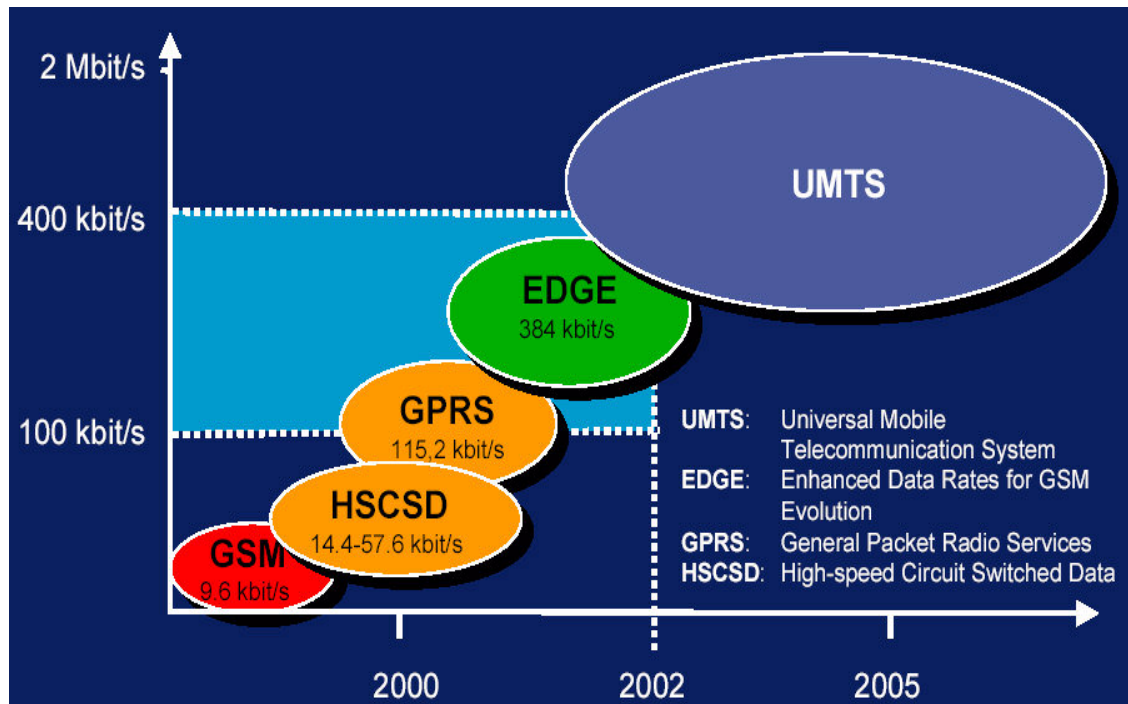 2 Mbit/s
UMTS
400 kbit/s
EDGE
384 kbit/s
GPRS
115,2 kbit/s
100 kbit/s
HSCSD
14.4-57.6 kbit/s
GSM
9.6 kbit/s
UMTS: Universal Mobile
Telecommunication System
EDGE: Enhanced Data Rates for GSM
Evolution
GPRS: General Packet Radio Services
HSCSD: High-speed Circuit Switched Data
2000
2002
2005